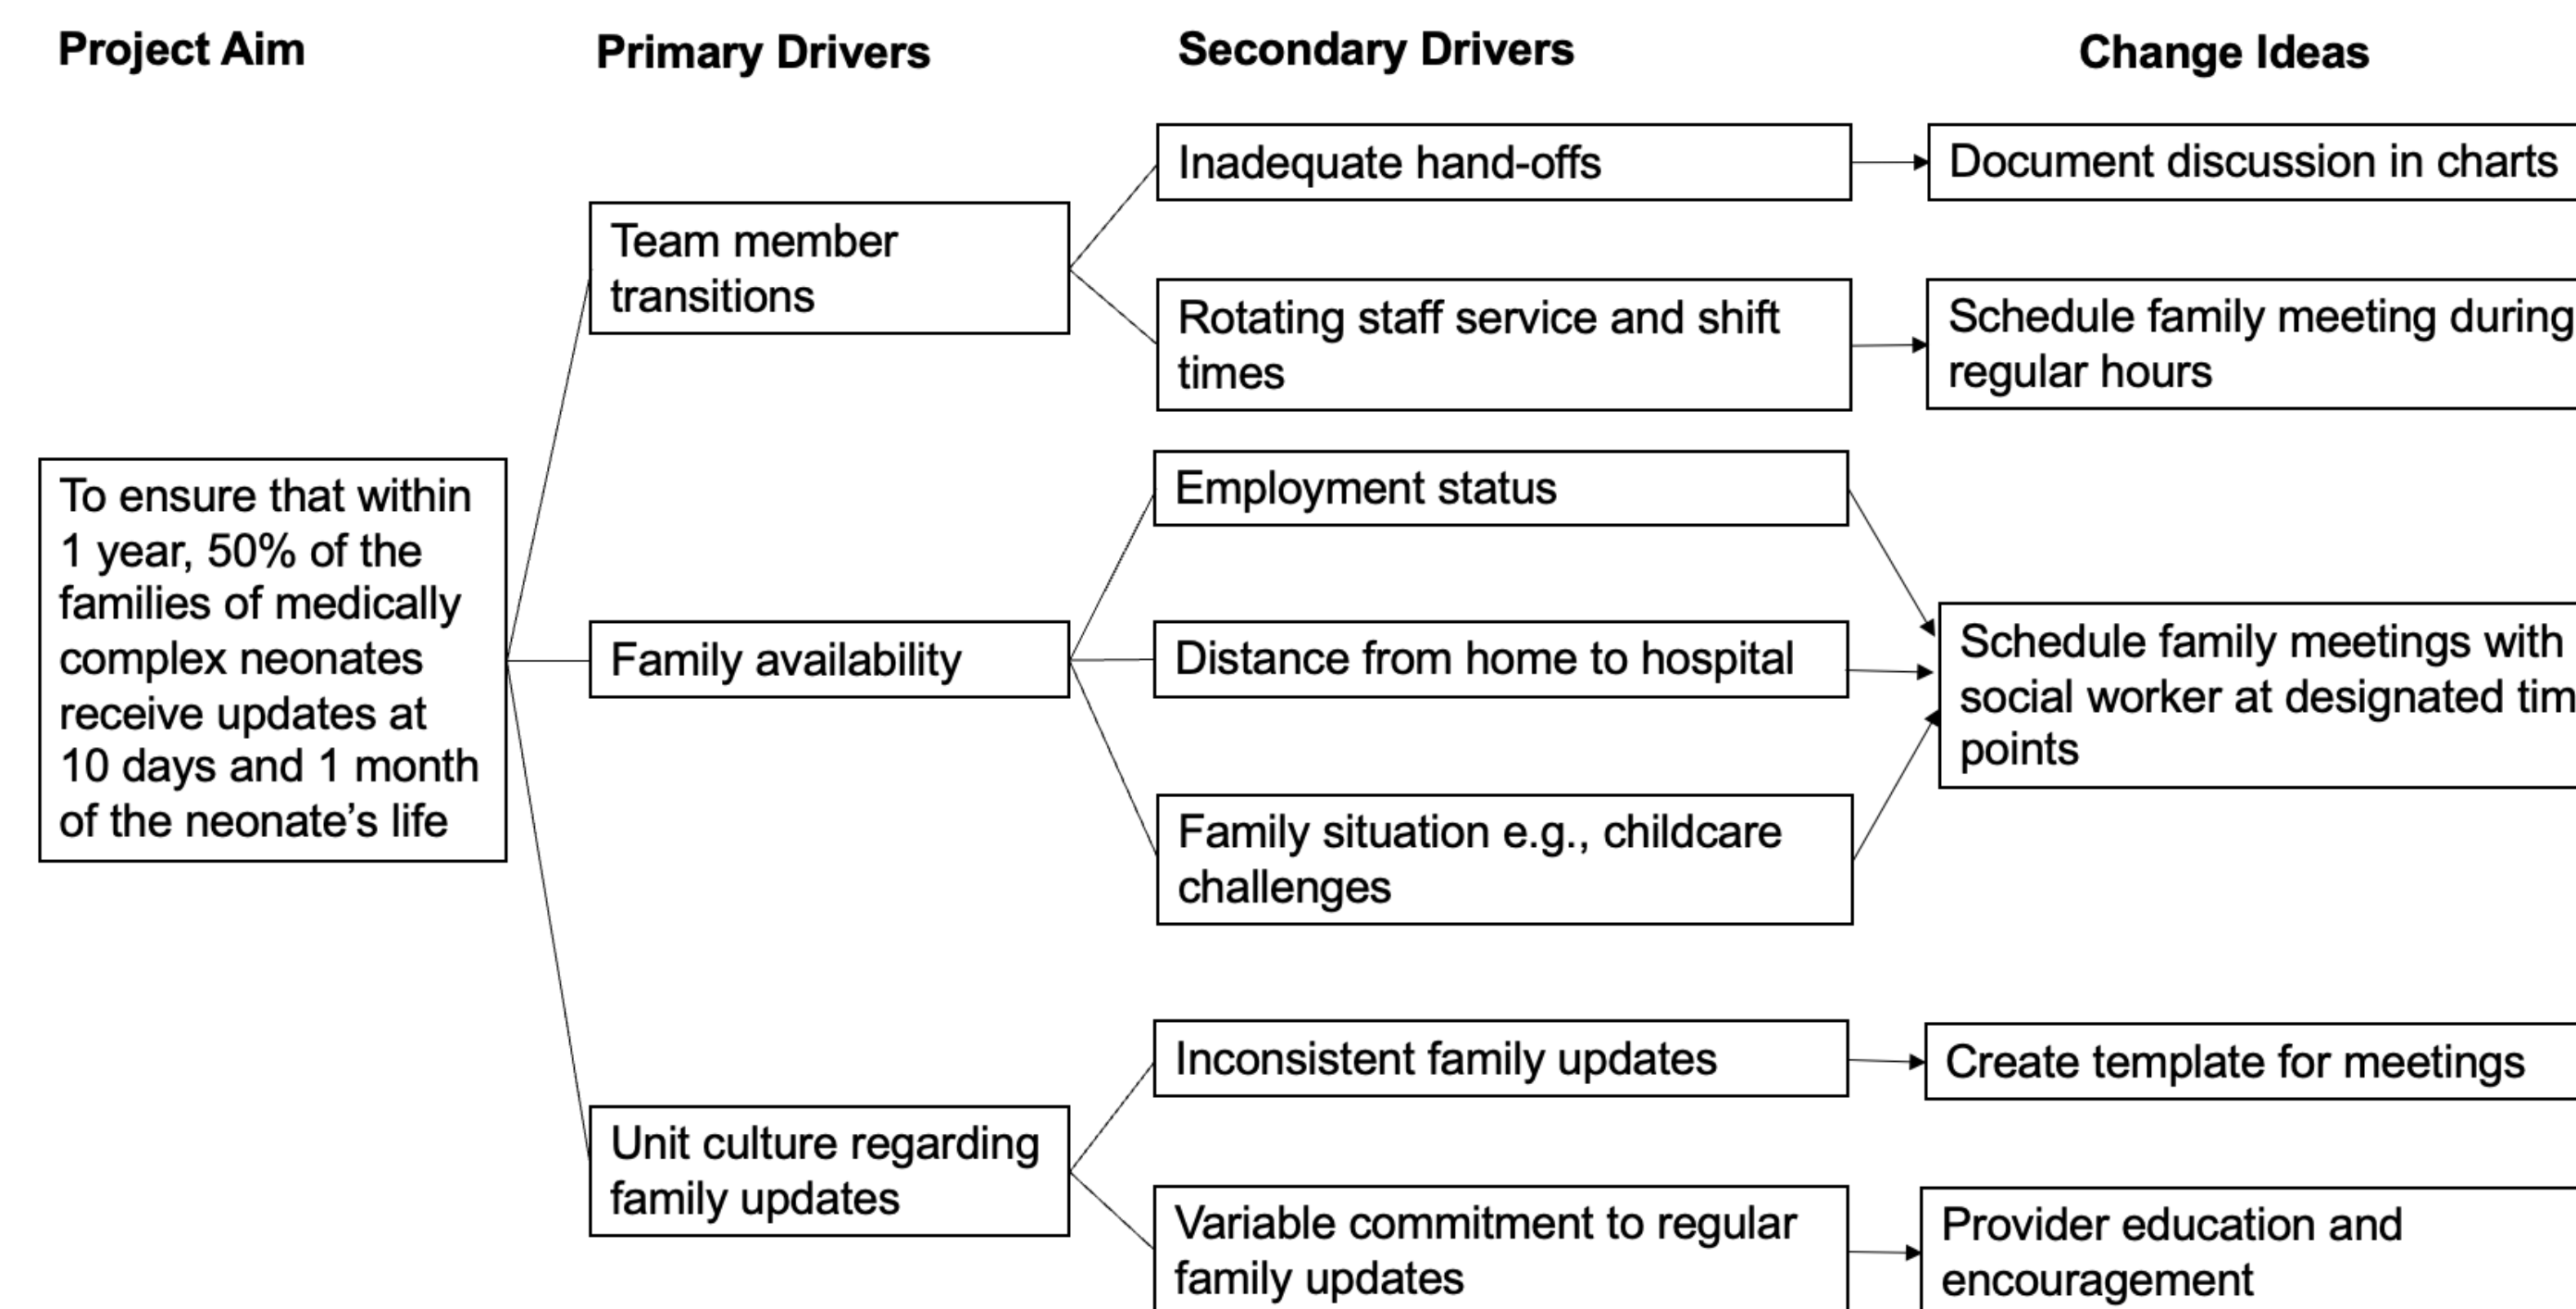 Project Aim
Primary Drivers
Secondary Drivers
Change Ideas
To ensure that within
1 year, 50% of the
families of medically
complex neonates
receive updates at
10 days and 1 month
of the neonate’s life
Team member
transitions
Family availability
Unit culture regarding
family updates
Inadequate hand-offs
Rotating staff service and shift
times
Employment status
Distance from home to hospital
Family situation e.g., childcare
challenges
Inconsistent family updates
Variable commitment to regular
family updates
Document discussion in charts
Schedule family meeting during
regular hours
Schedule family meetings with
social worker at designated tim
points
Create template for meetings
Provider education and
encouragement